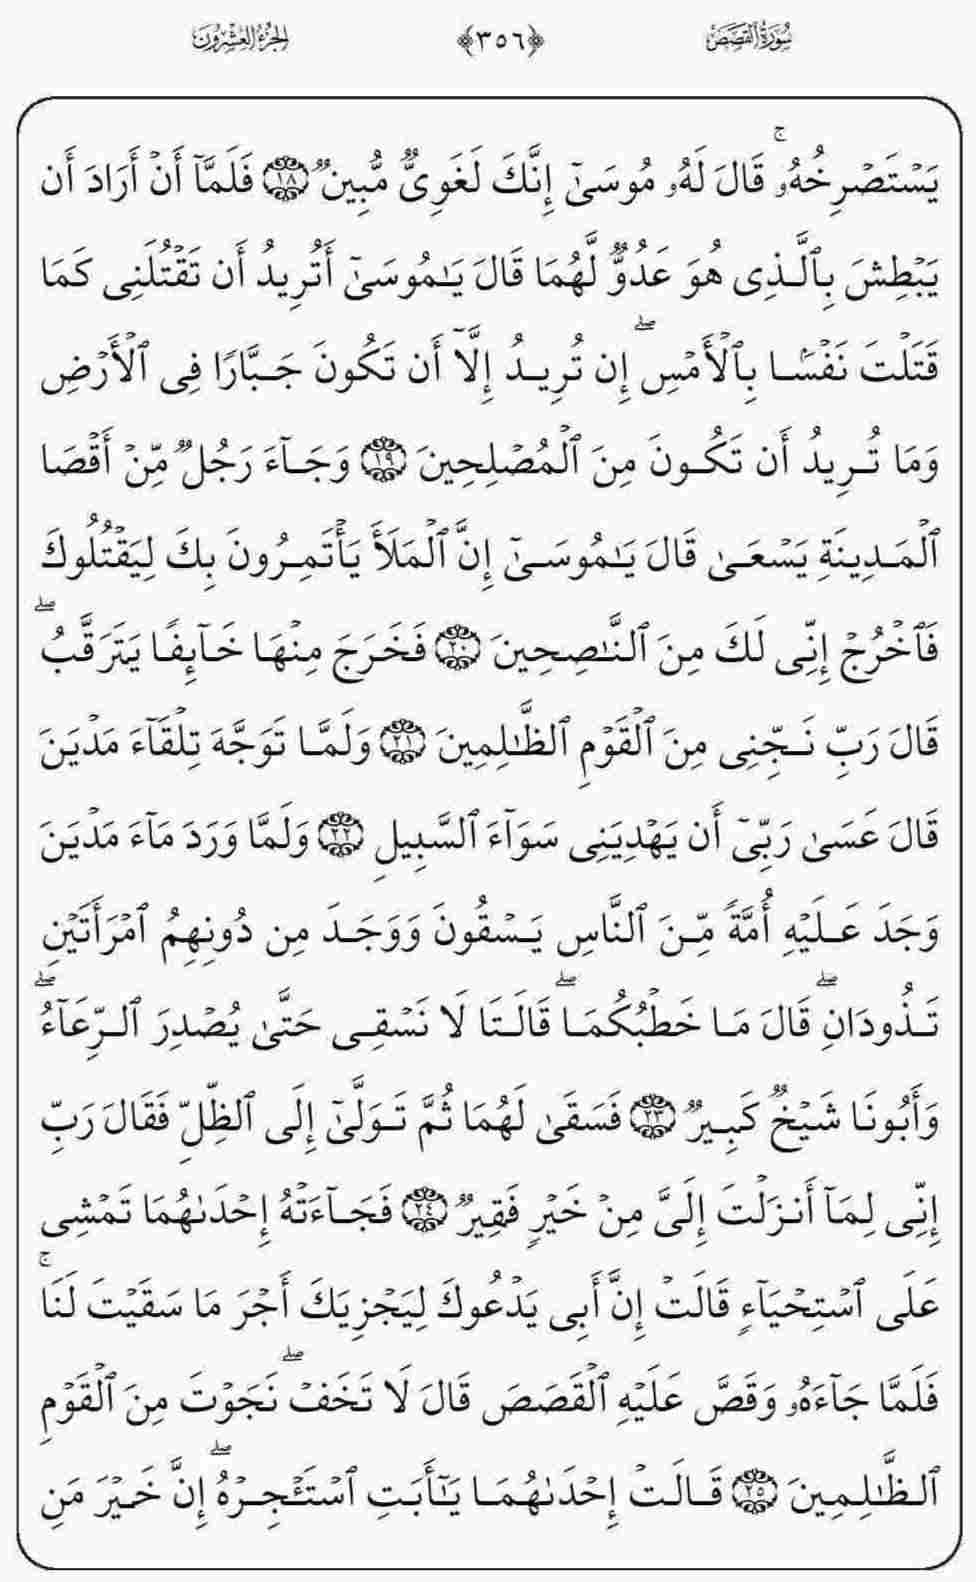 سُورَةُ القَصَصِ ﴿٣٥٦﴾ الجُزْءُ العِشْرُونَ
يَسْتَصْرِخُهُۥ ۚ قَالَ لَهُۥ مُوسَىٰٓ إِنَّكَ لَغَوِىٌّ مُّبِينٌ ١٨ فَلَمَّآ أَنْ أَرَادَ أَن
يَبْطِشَ بِٱلَّذِى هُوَ عَدُوٌّ لَّهُمَا قَالَ يَـٰمُوسَىٰٓ أَتُرِيدُ أَن تَقْتُلَنِى كَمَا
قَتَلْتَ نَفْسًۢا بِٱلْأَمْسِ ۖ إِن تُرِيدُ إِلَّآ أَن تَكُونَ جَبَّارًا فِى ٱلْأَرْضِ
وَمَا تُرِيدُ أَن تَكُونَ مِنَ ٱلْمُصْلِحِينَ ١٩ وَجَآءَ رَجُلٌ مِّنْ أَقْصَا
ٱلْمَدِينَةِ يَسْعَىٰ قَالَ يَـٰمُوسَىٰٓ إِنَّ ٱلْمَلَأَ يَأْتَمِرُونَ بِكَ لِيَقْتُلُوكَ
فَٱخْرُجْ إِنِّى لَكَ مِنَ ٱلنَّـٰصِحِينَ ٢٠ فَخَرَجَ مِنْهَا خَآئِفًا يَتَرَقَّبُ ۖ
قَالَ رَبِّ نَجِّنِى مِنَ ٱلْقَوْمِ ٱلظَّـٰلِمِينَ ٢١ وَلَمَّا تَوَجَّهَ تِلْقَآءَ مَدْيَنَ
قَالَ عَسَىٰ رَبِّىٓ أَن يَهْدِيَنِى سَوَآءَ ٱلسَّبِيلِ ٢٢ وَلَمَّا وَرَدَ مَآءَ مَدْيَنَ
وَجَدَ عَلَيْهِ أُمَّةً مِّنَ ٱلنَّاسِ يَسْقُونَ وَوَجَدَ مِن دُونِهِمُ ٱمْرَأَتَيْنِ
تَذُودَانِ ۖ قَالَ مَا خَطْبُكُمَا ۖ قَالَتَا لَا نَسْقِى حَتَّىٰ يُصْدِرَ ٱلرِّعَآءُ ۖ
وَأَبُونَا شَيْخٌ كَبِيرٌ ٢٣ فَسَقَىٰ لَهُمَا ثُمَّ تَوَلَّىٰٓ إِلَى ٱلظِّلِّ فَقَالَ رَبِّ
إِنِّى لِمَآ أَنزَلْتَ إِلَىَّ مِنْ خَيْرٍ فَقِيرٌ ٢٤ فَجَآءَتْهُ إِحْدَىٰهُمَا تَمْشِى
عَلَى ٱسْتِحْيَآءٍ قَالَتْ إِنَّ أَبِى يَدْعُوكَ لِيَجْزِيَكَ أَجْرَ مَا سَقَيْتَ لَنَا ۚ
فَلَمَّا جَآءَهُۥ وَقَصَّ عَلَيْهِ ٱلْقَصَصَ قَالَ لَا تَخَفْ ۖ نَجَوْتَ مِنَ ٱلْقَوْمِ
ٱلظَّـٰلِمِينَ ٢٥ قَالَتْ إِحْدَىٰهُمَا يَـٰٓأَبَتِ ٱسْتَـْٔجِرْهُ ۖ إِنَّ خَيْرَ مَنِ